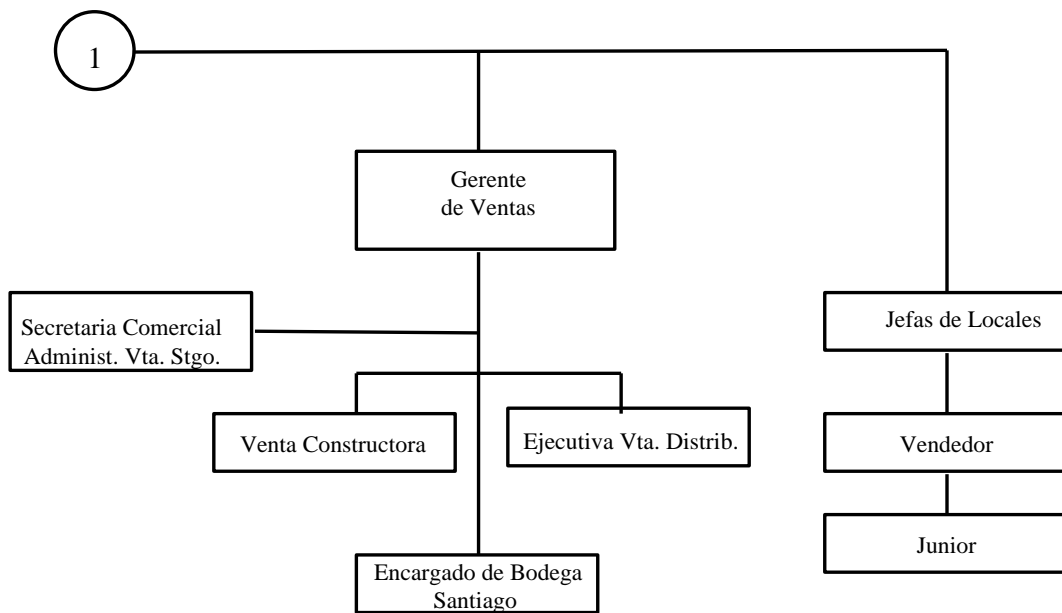 1
Gerente
de Ventas
Secretaria Comercial
Administ. Vta. Stgo.
Jefas de Locales
Venta Constructora
Ejecutiva Vta. Distrib.
Vendedor
Junior
Encargado de Bodega
Santiago